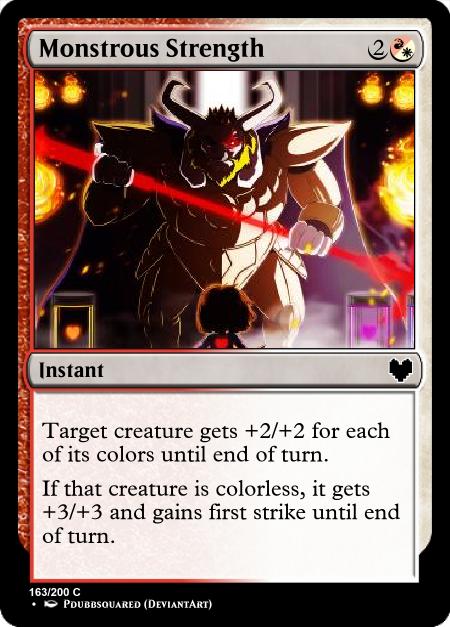 Monstrous Strength 2
Instant
Target creature gets +2/+2 for each
of its colors until end of turn.
If that creature is colorless, it gets
+3/+3 and gains first strike until end
of turn.
163/200 C
• Pdubbsquared (DeviantArt)